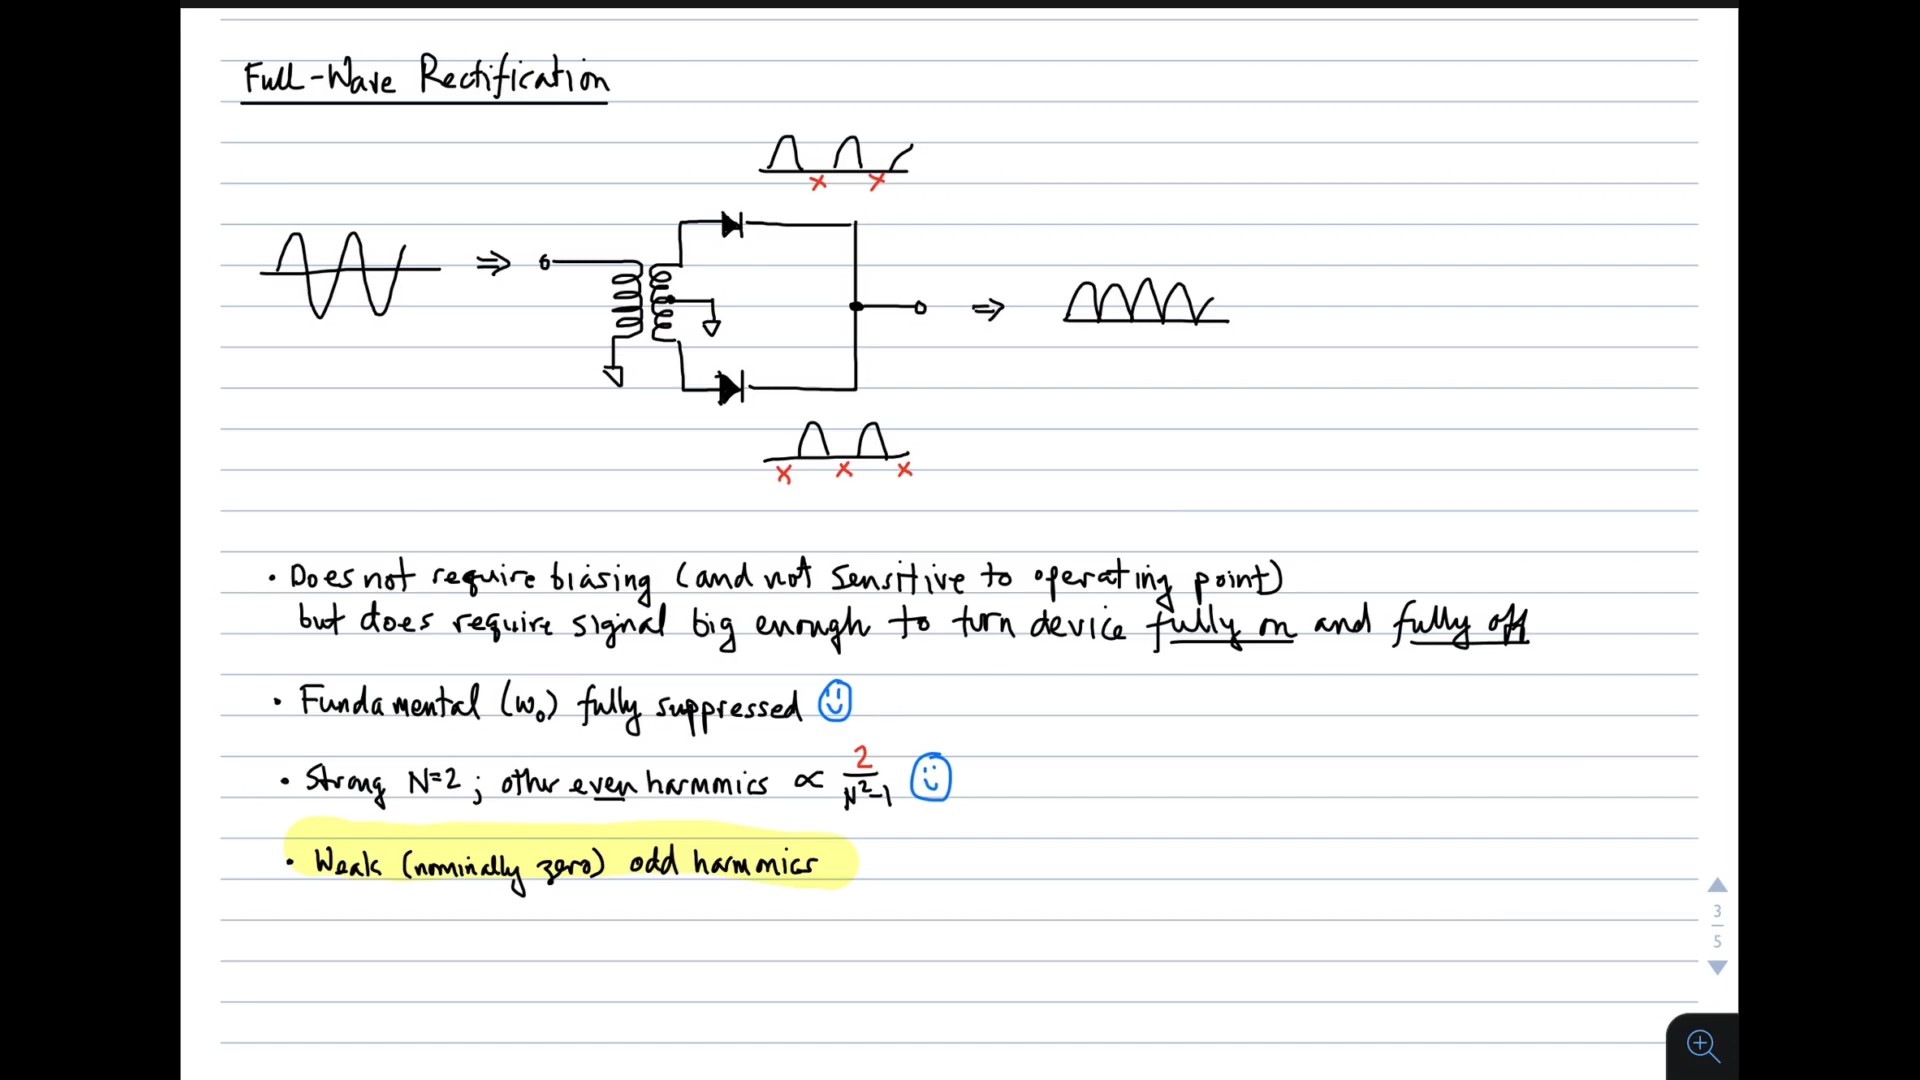 Full-Wave Rectification
x x
x x x
• Does not require biasing (and not sensitive to operating point)
but does require signal big enough to turn device fully on and fully off
• Fundamental (ω₀) fully suppressed
• Strong N=2 ; other even harmonics ∝ 2/(N²-1)
• Weak (nominally zero) odd harmonics
3
5